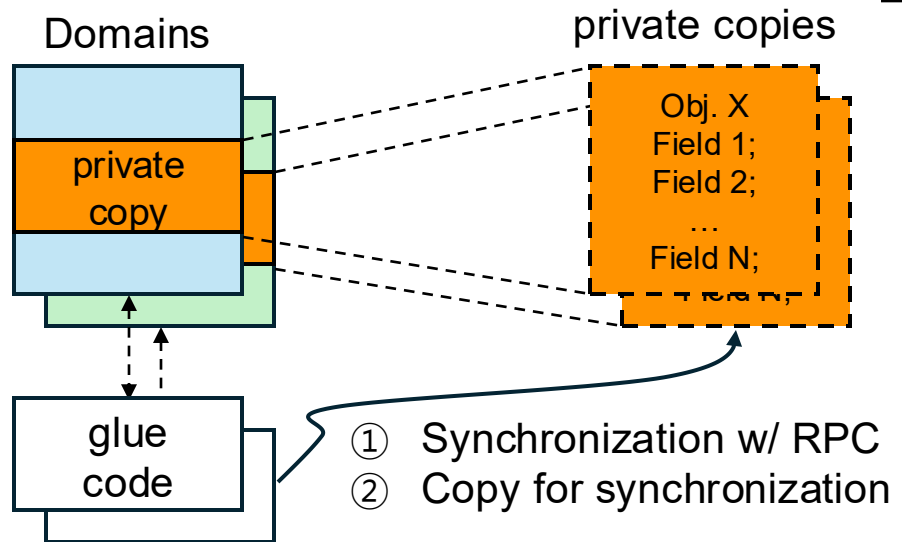 Domains
private copies
private
copy
Obj. X
Field 1;
Field 2;
...
Field N;
Field N;
glue
code
① Synchronization w/ RPC
② Copy for synchronization